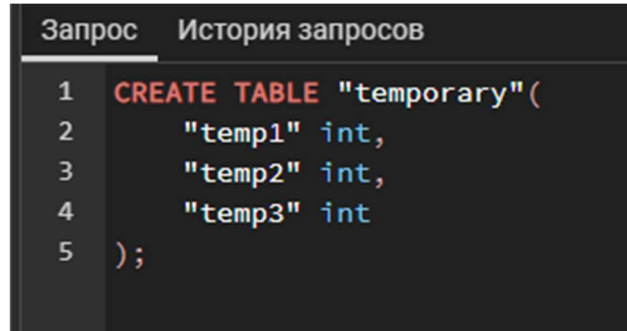 Запрос История запросов
1 CREATE TABLE "temporary"(
2 "temp1" int,
3 "temp2" int,
4 "temp3" int
5 );